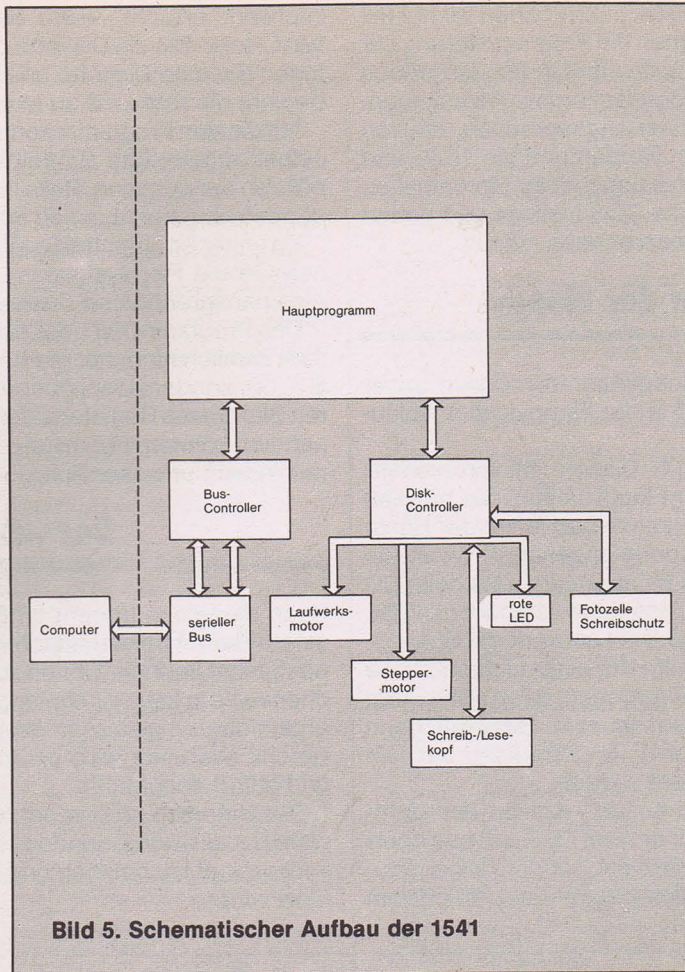 Hauptprogramm
Bus-
Controller
Disk-
Controller
Computer
serieller
Bus
Laufwerks-
motor
rote
LED
Fotozelle
Schreibschutz
Stepper-
motor
Schreib-/Lese-
kopf
Bild 5. Schematischer Aufbau der 1541